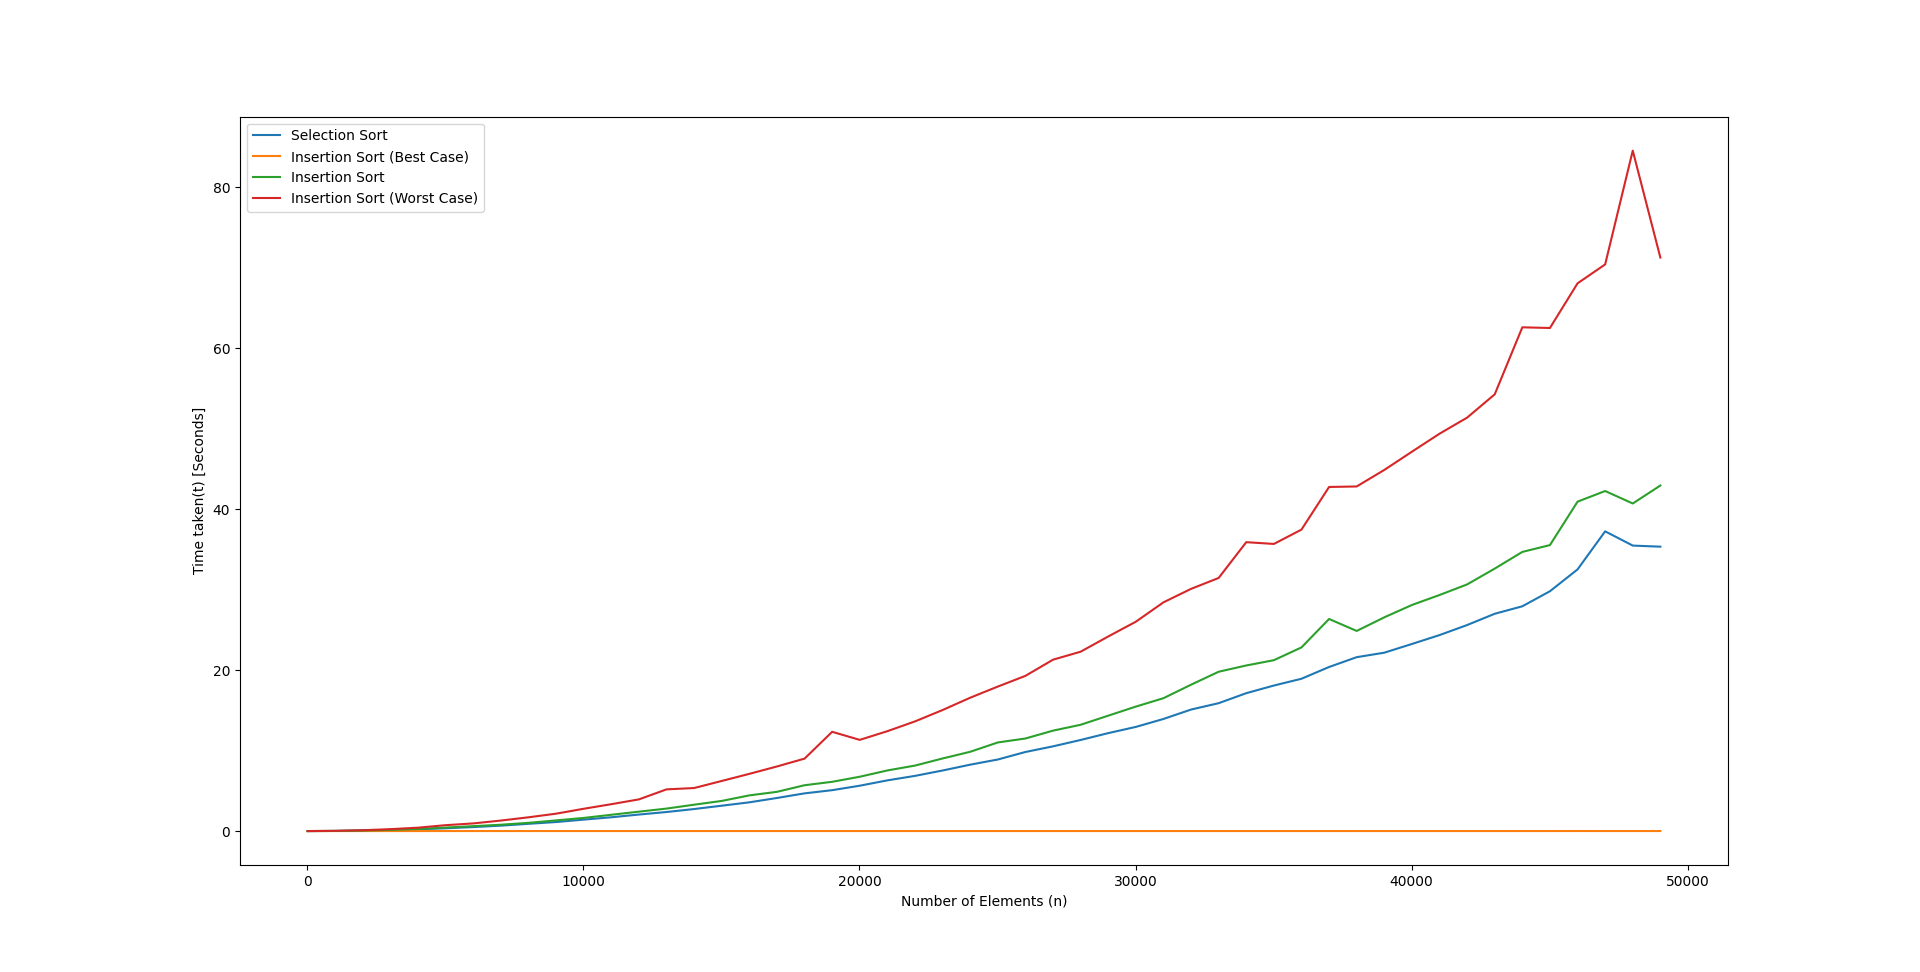 Selection Sort
Insertion Sort (Best Case)
Insertion Sort
Insertion Sort (Worst Case)
80
60
40
20
0
Time taken(t) [Seconds]
0 10000 20000 30000 40000 50000
Number of Elements (n)